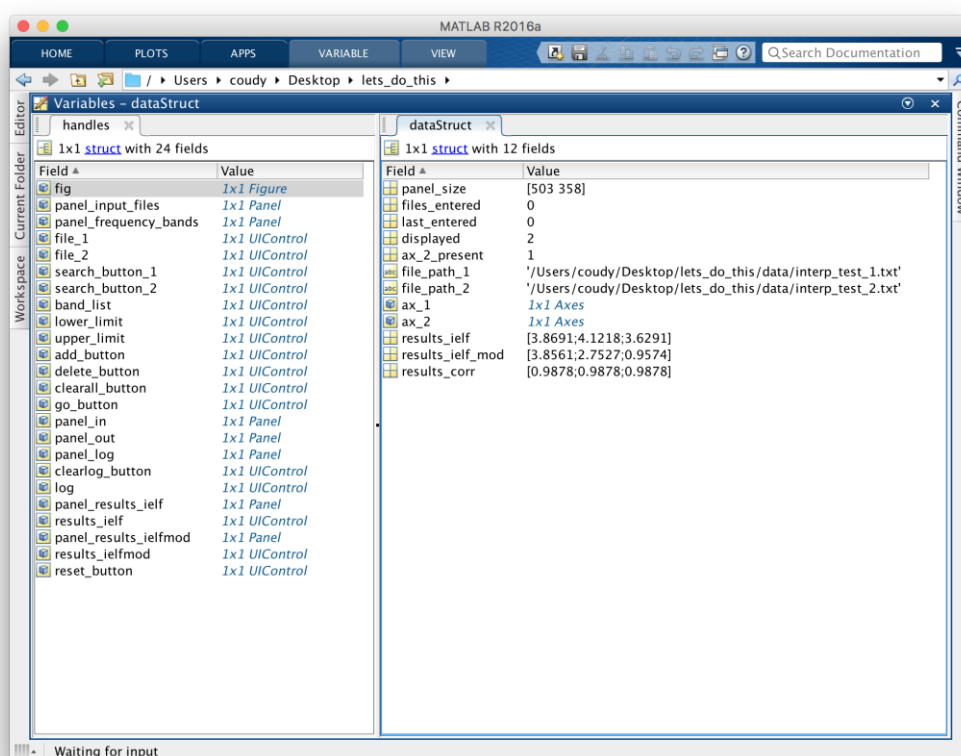 MATLAB R2016a
HOME PLOTS APPS VARIABLE VIEW Search Documentation
/ Users coudy Desktop lets_do_this
Editor
Current Folder
Workspace
Command Window
Variables - dataStruct
handles
1x1 struct with 24 fields
Field Value
fig 1x1 Figure
panel_input_files 1x1 Panel
panel_frequency_bands 1x1 Panel
file_1 1x1 UIControl
file_2 1x1 UIControl
search_button_1 1x1 UIControl
search_button_2 1x1 UIControl
band_list 1x1 UIControl
lower_limit 1x1 UIControl
upper_limit 1x1 UIControl
add_button 1x1 UIControl
delete_button 1x1 UIControl
clearall_button 1x1 UIControl
go_button 1x1 UIControl
panel_in 1x1 Panel
panel_out 1x1 Panel
panel_log 1x1 Panel
clearlog_button 1x1 UIControl
log 1x1 UIControl
panel_results_ielf 1x1 Panel
results_ielf 1x1 UIControl
panel_results_ielfmod 1x1 Panel
results_ielfmod 1x1 UIControl
reset_button 1x1 UIControl
dataStruct
1x1 struct with 12 fields
Field Value
panel_size [503 358]
files_entered 0
last_entered 0
displayed 2
ax_2_present 1
abc file_path_1 '/Users/coudy/Desktop/lets_do_this/data/interp_test_1.txt'
abc file_path_2 '/Users/coudy/Desktop/lets_do_this/data/interp_test_2.txt'
ax_1 1x1 Axes
ax_2 1x1 Axes
results_ielf [3.8691;4.1218;3.6291]
results_ielf_mod [3.8561;2.7527;0.9574]
results_corr [0.9878;0.9878;0.9878]
Waiting for input